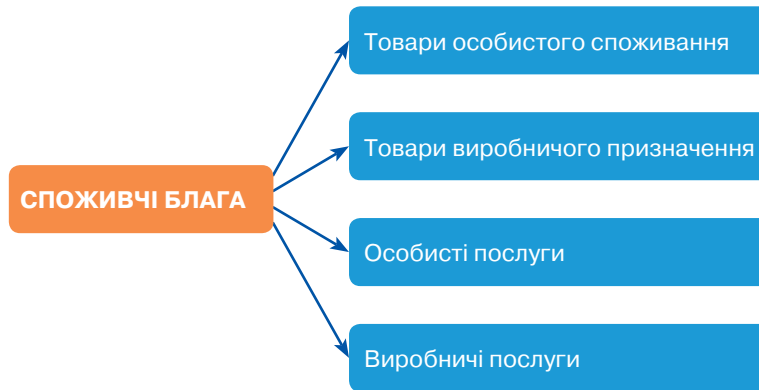 Товари особистого споживання
Товари виробничого призначення
СПОЖИВЧІ БЛАГА
Особисті послуги
Виробничі послуги